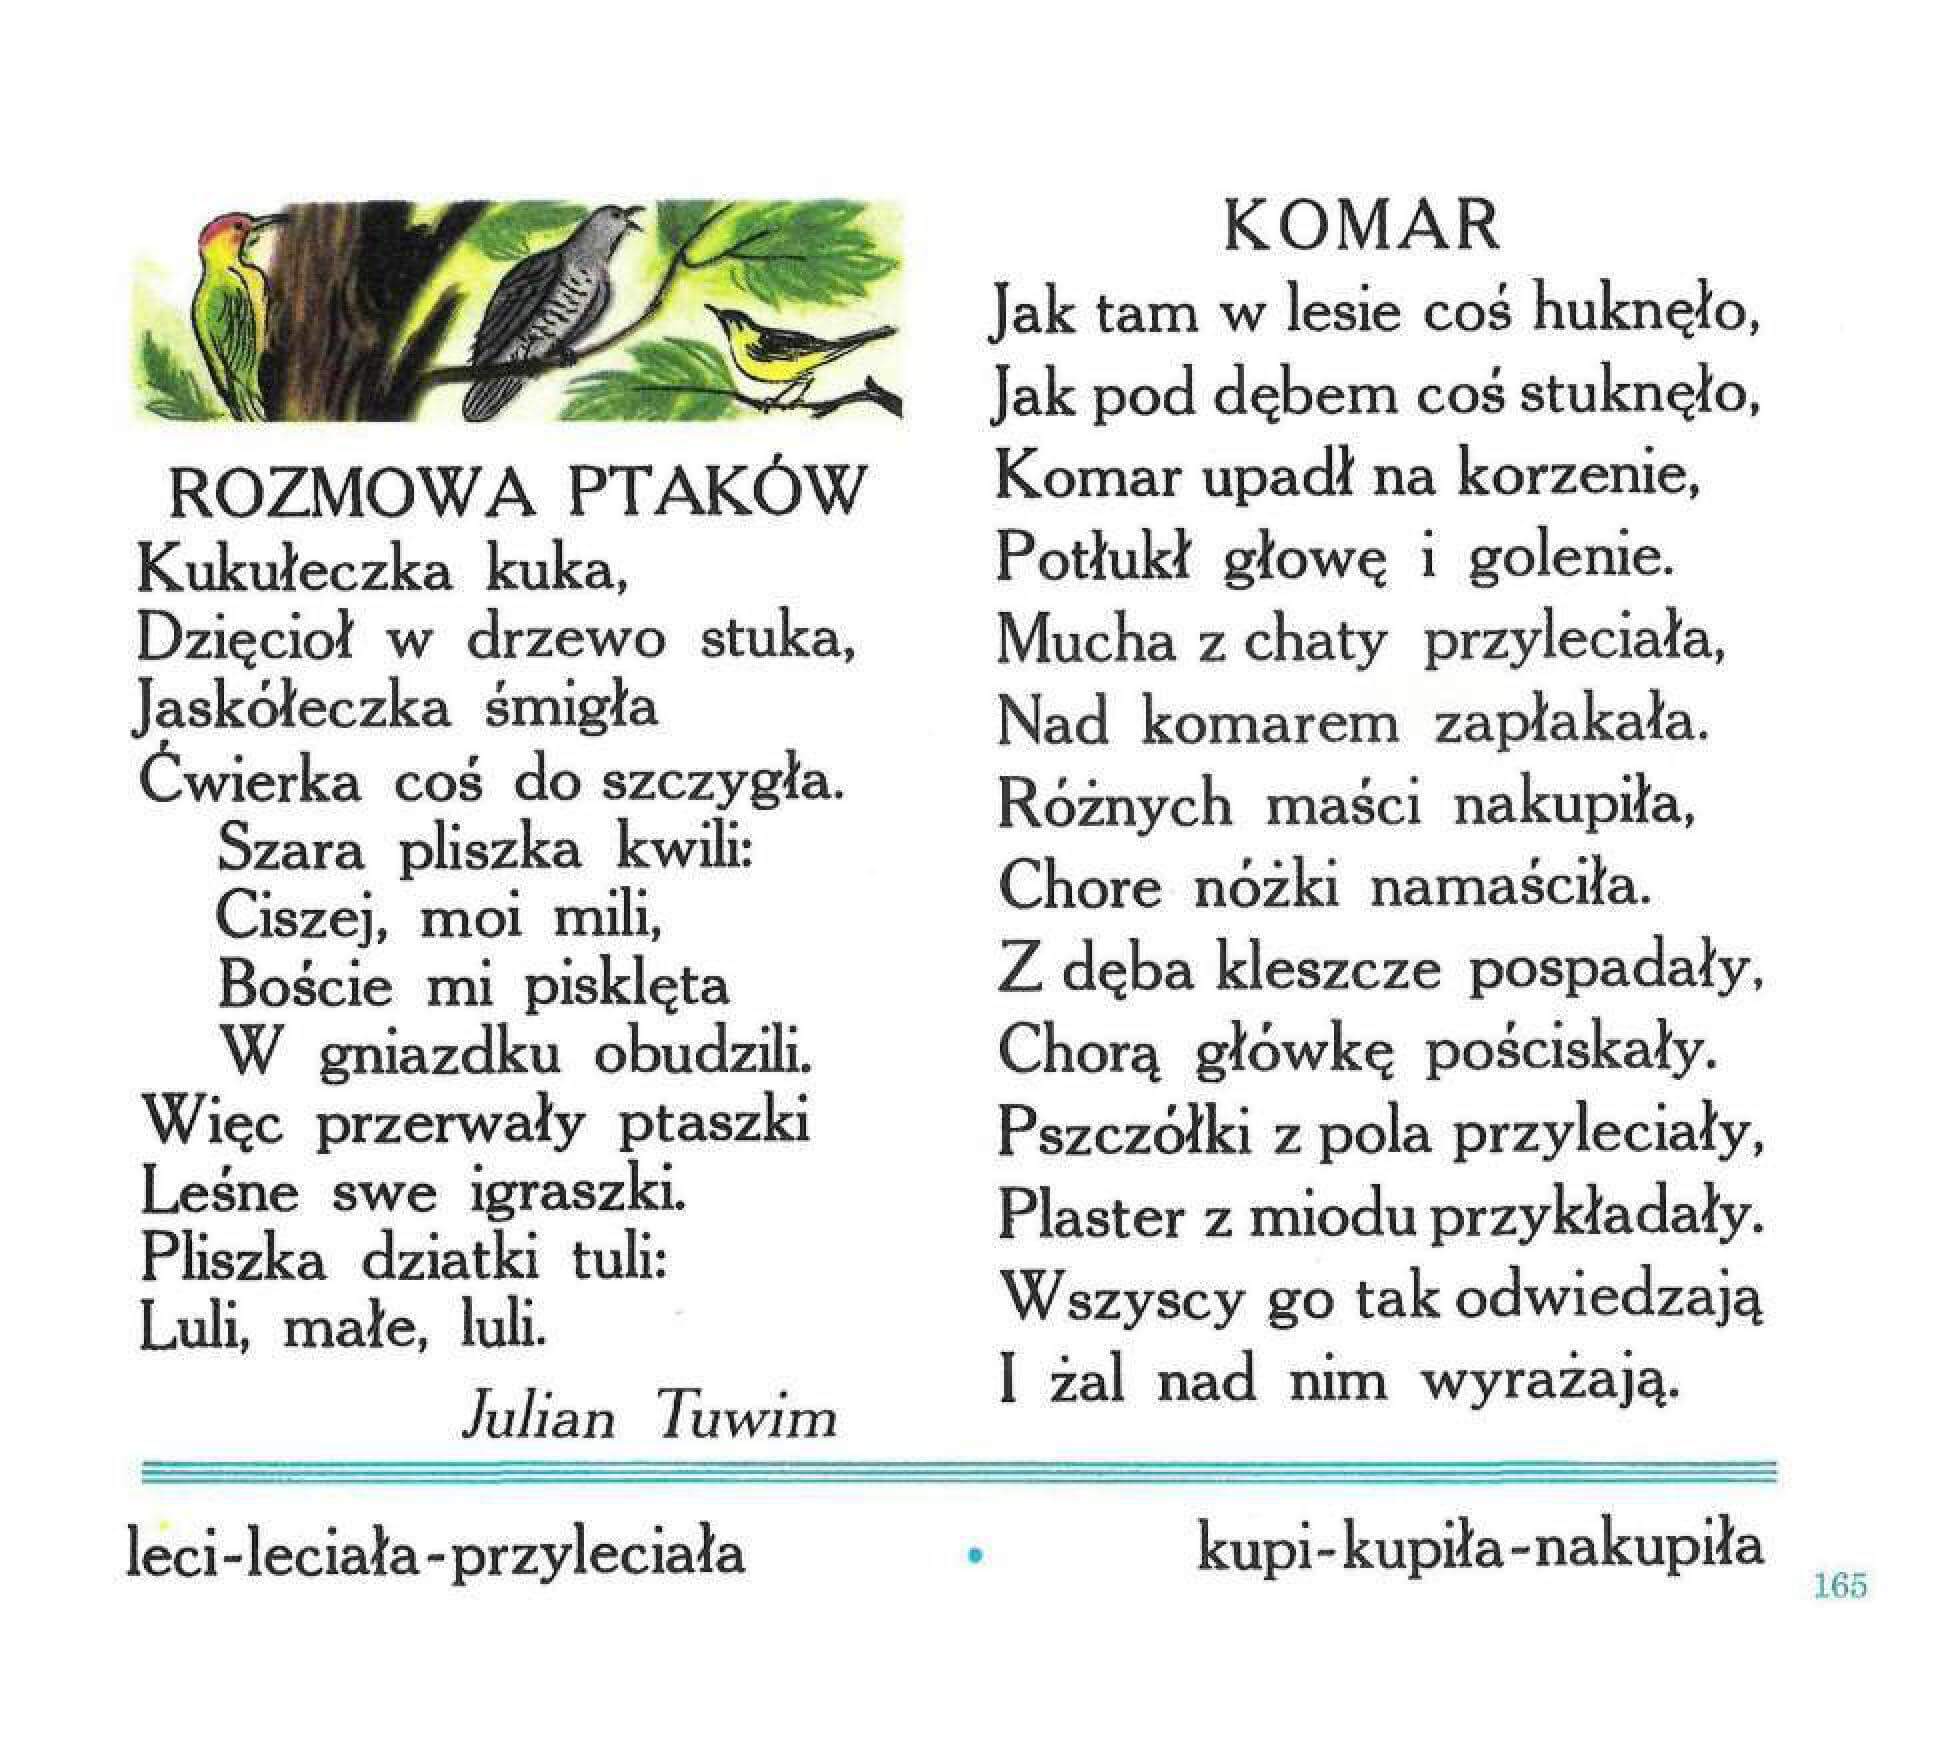 ROZMOWA PTAKÓW
Kukułeczka kuka,
Dzięcioł w drzewo stuka,
Jaskółeczka śmigła
Ćwierka coś do szczygła.
Szara pliszka kwili:
Ciszej, moi mili,
Boście mi pisklęta
W gniazdku obudzili.
Więc przerwały ptaszki
Leśne swe igraszki.
Pliszka dziatki tuli:
Luli, małe, luli.
Julian Tuwim
KOMAR
Jak tam w lesie coś huknęło,
Jak pod dębem coś stuknęło,
Komar upadł na korzenie,
Potłukł głowę i golenie.
Mucha z chaty przyleciała,
Nad komarem zapłakała.
Różnych maści nakupiła,
Chore nóżki namaściła.
Z dęba kleszcze pospadały,
Chorą główkę pościskały.
Pszczółki z pola przyleciały,
Plaster z miodu przykładały.
Wszyscy go tak odwiedzają
I żal nad nim wyrażają.
leci-leciała-przyleciała • kupi-kupiła-nakupiła
165